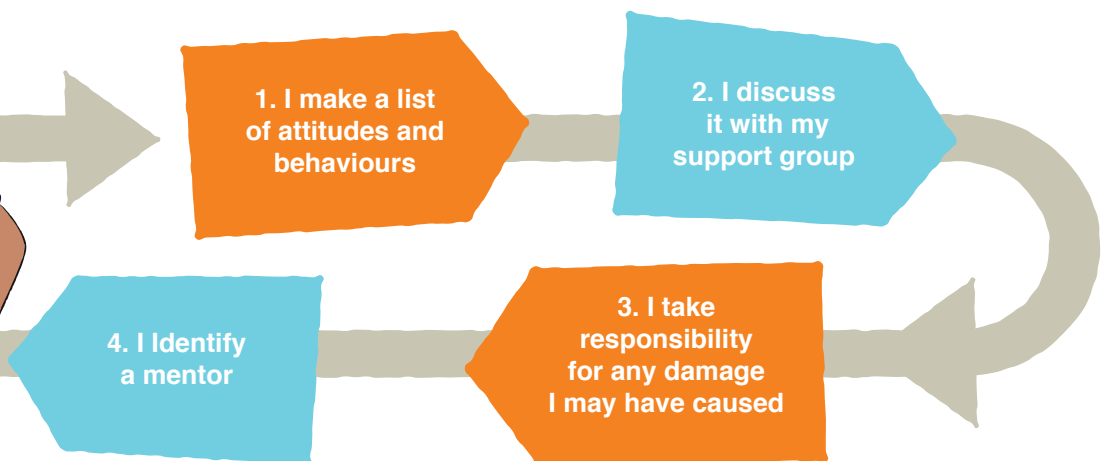 1. I make a list
of attitudes and
behaviours
2. I discuss
it with my
support group
3. I take
responsibility
for any damage
I may have caused
4. I Identify
a mentor